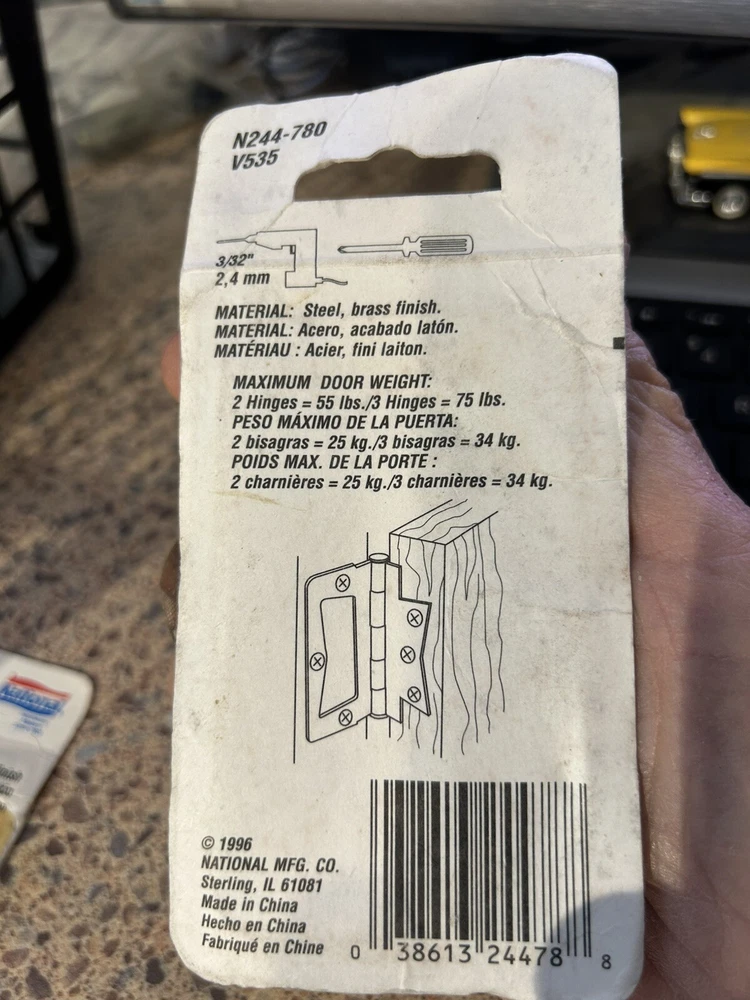 N244-780
V535
3/32"
2,4 mm
MATERIAL: Steel, brass finish.
MATERIAL: Acero, acabado latón.
MATÉRIAU : Acier, fini laiton.
MAXIMUM DOOR WEIGHT:
2 Hinges = 55 lbs./3 Hinges = 75 lbs.
PESO MÁXIMO DE LA PUERTA:
2 bisagras = 25 kg./3 bisagras = 34 kg.
POIDS MAX. DE LA PORTE :
2 charnières = 25 kg./3 charnières = 34 kg.
© 1996
NATIONAL MFG. CO.
Sterling, IL 61081
Made in China
Hecho en China
Fabriqué en Chine
0 38613 24478 8
National